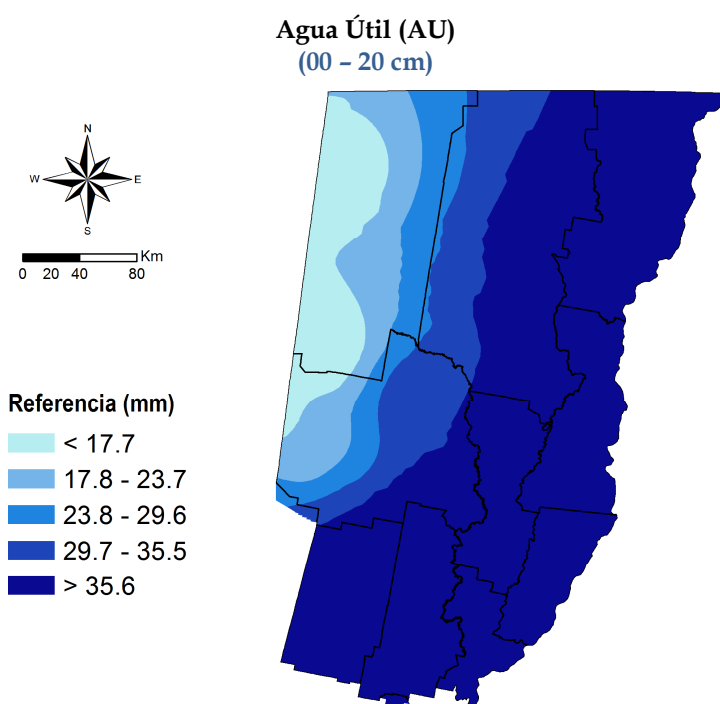 Agua Útil (AU)
(00 – 20 cm)
N
W
E
S
Km
0 20 40 80
Referencia (mm)
< 17.7
17.8 - 23.7
23.8 - 29.6
29.7 - 35.5
> 35.6